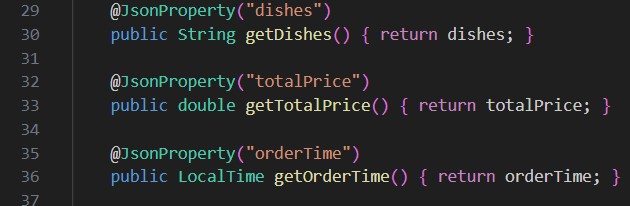 29 @JsonProperty("dishes")
30 public String getDishes() { return dishes; }
31
32 @JsonProperty("totalPrice")
33 public double getTotalPrice() { return totalPrice; }
34
35 @JsonProperty("orderTime")
36 public LocalTime getOrderTime() { return orderTime; }
37